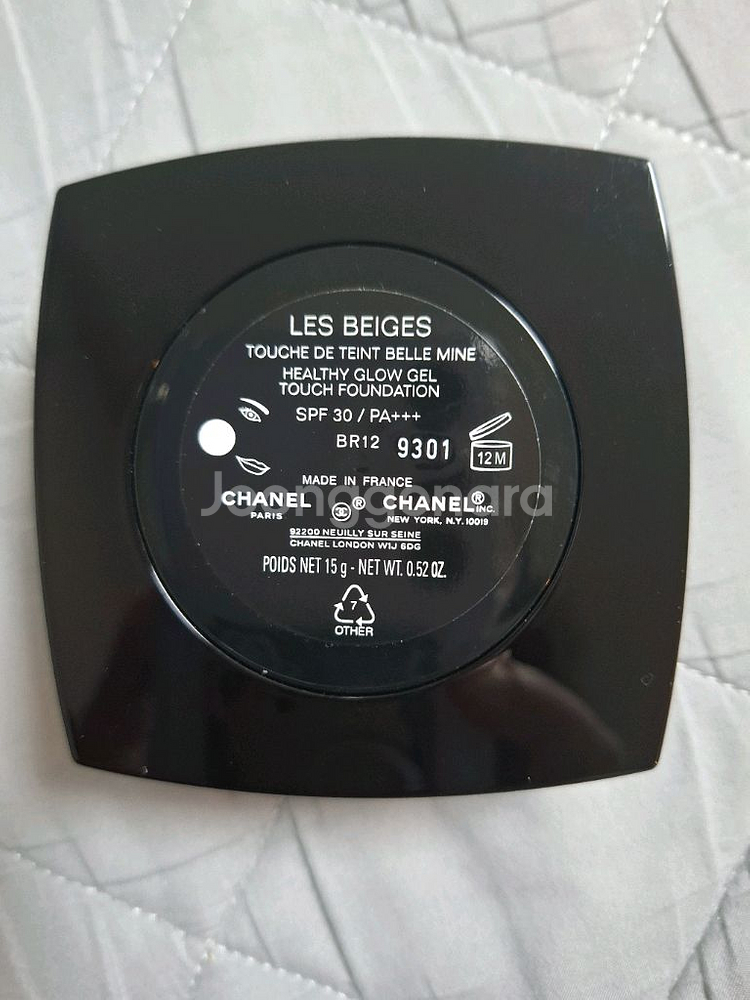 LES BEIGES
TOUCHE DE TEINT BELLE MINE
HEALTHY GLOW GEL
TOUCH FOUNDATION
SPF 30 / PA+++
BR12 9301
12 M
MADE IN FRANCE
CHANEL ® CHANEL® INC.
PARIS NEW YORK, N.Y. 10019
92200 NEUILLY SUR SEINE
CHANEL LONDON W1J 6DG
POIDS NET 15 g - NET WT. 0.52 OZ.
7
OTHER
Joonggonara